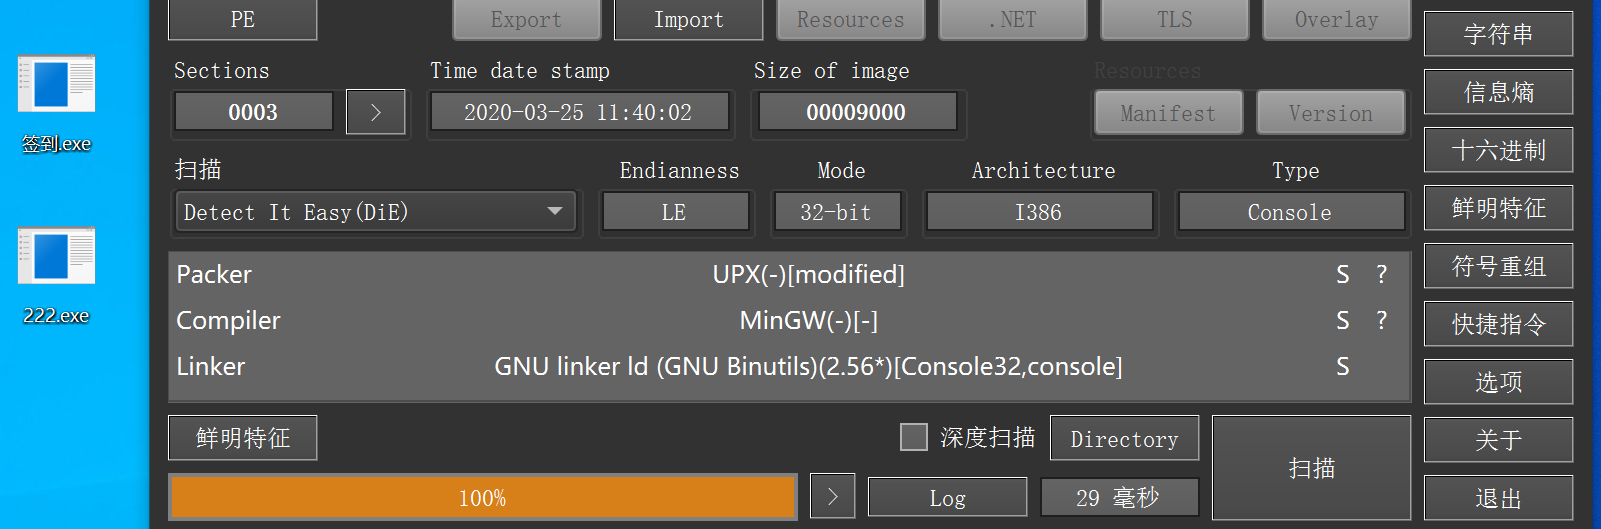 PE Export Import Resources .NET TLS Overlay 字符串
Sections Time date stamp Size of image Resources
信息熵
0003 > 2020-03-25 11:40:02 00009000 Manifest Version
签到.exe
十六进制
扫描 Endianness Mode Architecture Type
Detect It Easy(DiE) LE 32-bit I386 Console 鲜明特征
Packer UPX(-)[modified] S ? 符号重组
222.exe
Compiler MinGW(-)[-] S ? 快捷指令
Linker GNU linker ld (GNU Binutils)(2.56*)[Console32,console] S 选项
鲜明特征 深度扫描 Directory 关于
扫描
100% > Log 29 毫秒 退出